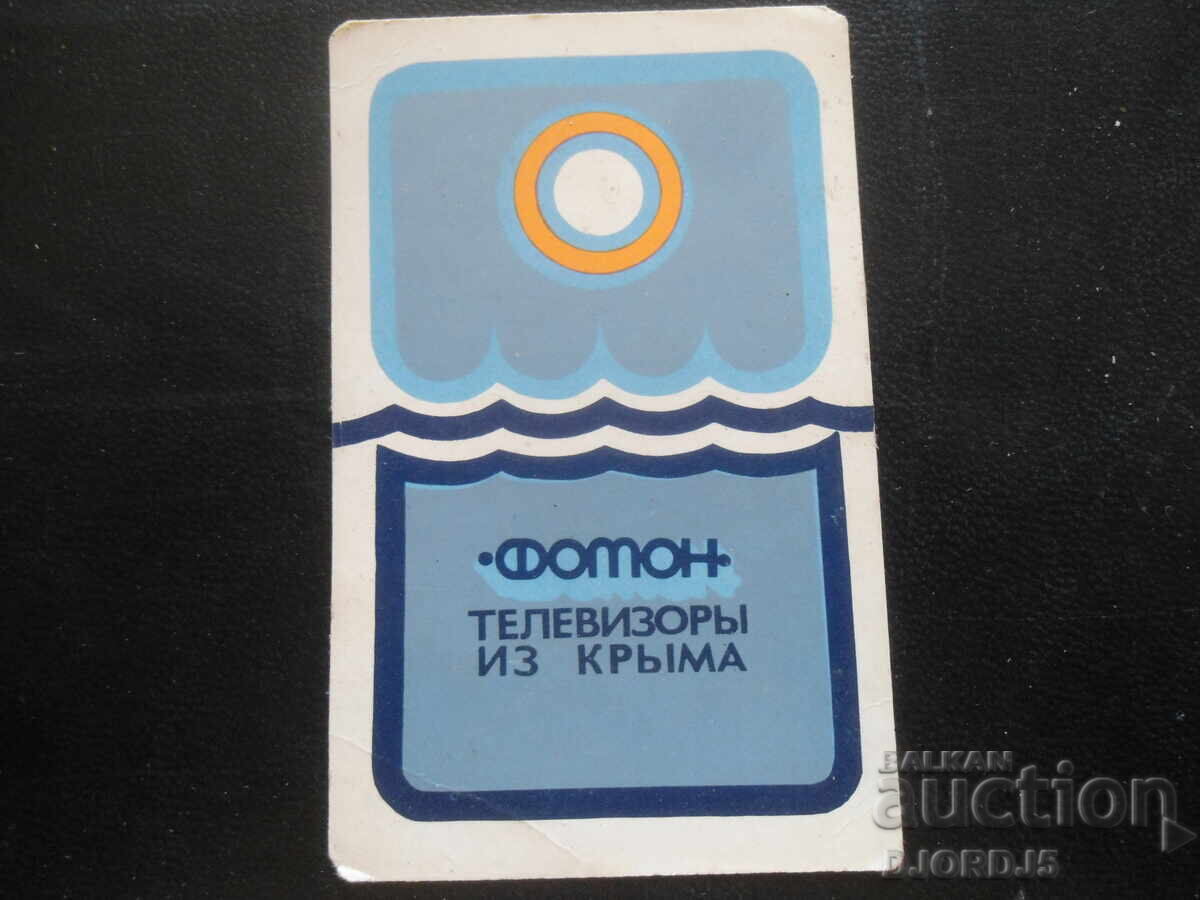 •ФОТОН•
ТЕЛЕВИЗОРЫ
ИЗ КРЫМА
BALKAN
auction
DJORDJ5